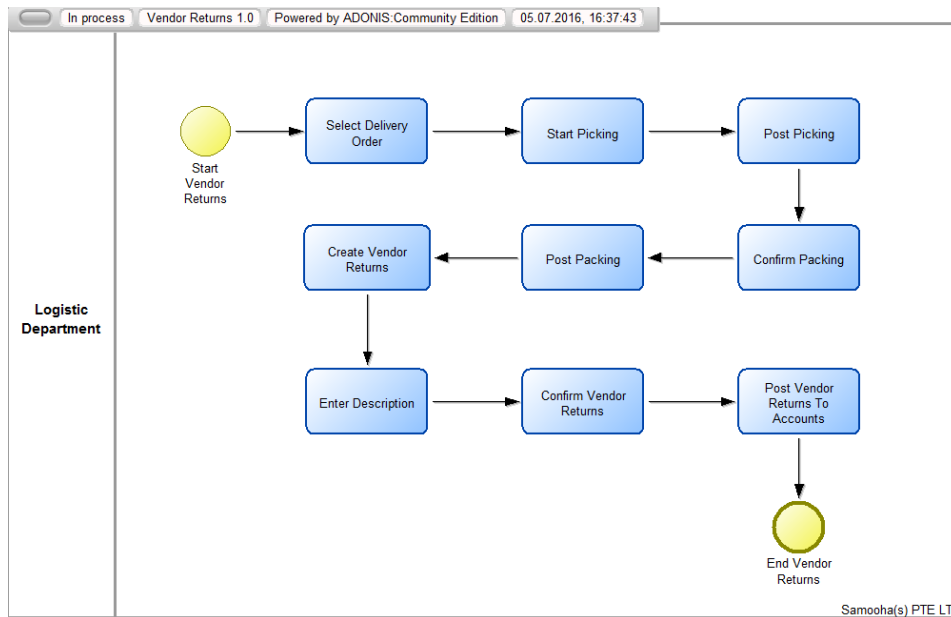 In process Vendor Returns 1.0 Powered by ADONIS:Community Edition 05.07.2016, 16:37:43
Logistic
Department
Start
Vendor
Returns
Select Delivery
Order
Start Picking
Post Picking
Confirm Packing
Post Packing
Create Vendor
Returns
Enter Description
Confirm Vendor
Returns
Post Vendor
Returns To
Accounts
End Vendor
Returns
Samooha(s) PTE LT